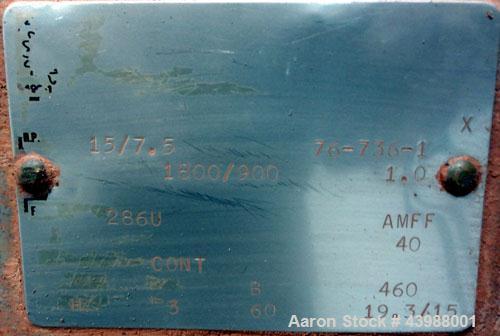 X
15/7.5 76-736-1
1800/900 1.0
286U AMFF
40
CONT
B 460
3 60 19.3/15
Aaron Stock # 43988001